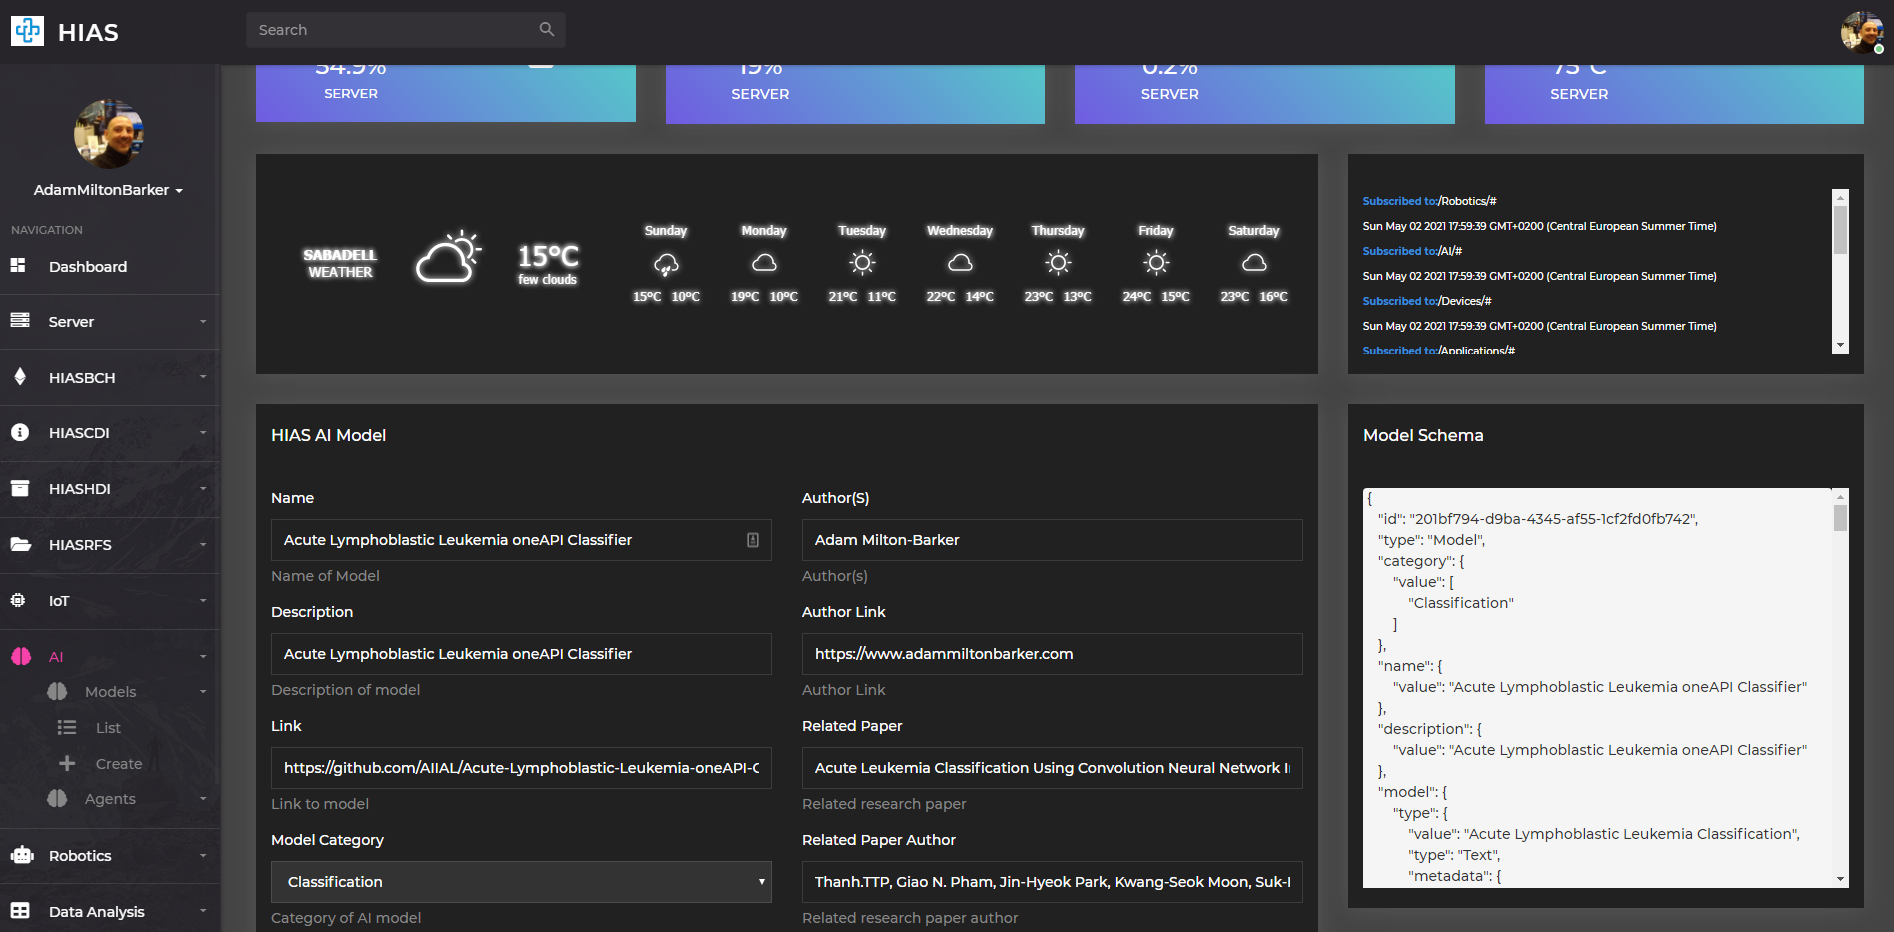 HIAS
Search
AdamMiltonBarker
NAVIGATION
Dashboard
Server
HIASBCH
HIASCDI
HIASHDI
HIASRFS
IoT
AI
Models
List
Create
Agents
Robotics
Data Analysis
54.9%
SERVER
19%
SERVER
0.2%
SERVER
75°C
SERVER
SABADELL
WEATHER
15°C
few clouds
Sunday
15°C 10°C
Monday
19°C 10°C
Tuesday
21°C 11°C
Wednesday
22°C 14°C
Thursday
23°C 13°C
Friday
24°C 15°C
Saturday
23°C 16°C
Subscribed to:/Robotics/#
Sun May 02 2021 17:59:39 GMT+0200 (Central European Summer Time)
Subscribed to:/AI/#
Sun May 02 2021 17:59:39 GMT+0200 (Central European Summer Time)
Subscribed to:/Devices/#
Sun May 02 2021 17:59:39 GMT+0200 (Central European Summer Time)
Subscribed to:/Applications/#
HIAS AI Model
Name
Acute Lymphoblastic Leukemia oneAPI Classifier
Name of Model
Description
Acute Lymphoblastic Leukemia oneAPI Classifier
Description of model
Link
https://github.com/AIIAL/Acute-Lymphoblastic-Leukemia-oneAPI-C
Link to model
Model Category
Classification
Category of AI model
Author(S)
Adam Milton-Barker
Author(s)
Author Link
https://www.adammiltonbarker.com
Author Link
Related Paper
Acute Leukemia Classification Using Convolution Neural Network I
Related research paper
Related Paper Author
Thanh.TTP, Giao N. Pham, Jin-Hyeok Park, Kwang-Seok Moon, Suk-
Related research paper author
Model Schema
{
"id": "201bf794-d9ba-4345-af55-1cf2fd0fb742",
"type": "Model",
"category": {
"value": [
"Classification"
]
},
"name": {
"value": "Acute Lymphoblastic Leukemia oneAPI Classifier"
},
"description": {
"value": "Acute Lymphoblastic Leukemia oneAPI Classifier"
},
"model": {
"type": {
"value": "Acute Lymphoblastic Leukemia Classification",
"type": "Text",
"metadata": {